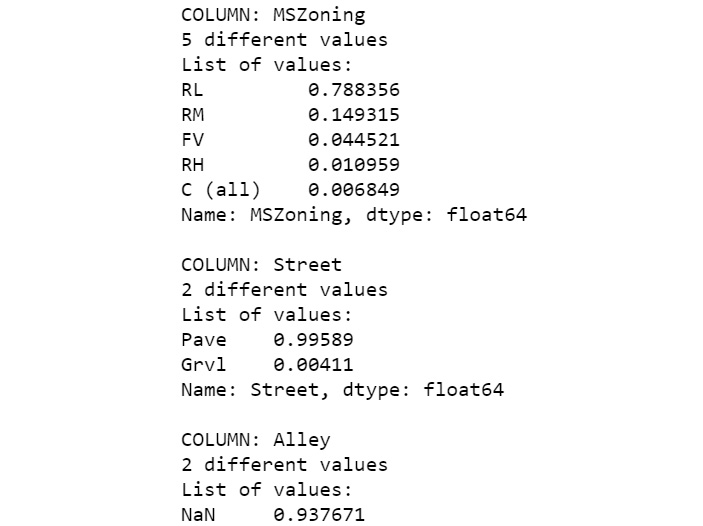 COLUMN: MSZoning
5 different values
List of values:
RL 0.788356
RM 0.149315
FV 0.044521
RH 0.010959
C (all) 0.006849
Name: MSZoning, dtype: float64
COLUMN: Street
2 different values
List of values:
Pave 0.99589
Grvl 0.00411
Name: Street, dtype: float64
COLUMN: Alley
2 different values
List of values:
NaN 0.937671